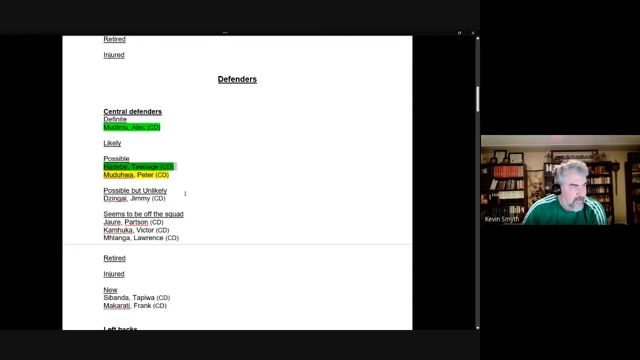 Retired
Injured
Defenders
Central defenders
Definite
Mudimu, Alec (CD)
Likely
Possible
Hadebe, Teenage (CD)
Muduhwa, Peter (CD)
Possible but Unlikely
Dzingai, Jimmy (CD)
Seems to be off the squad
Jaure, Partson (CD)
Kamhuka, Victor (CD)
Mhlanga, Lawrence (CD)
Retired
Injured
New
Sibanda, Tapiwa (CD)
Makarati, Frank (CD)
Left backs
Kevin Smyth